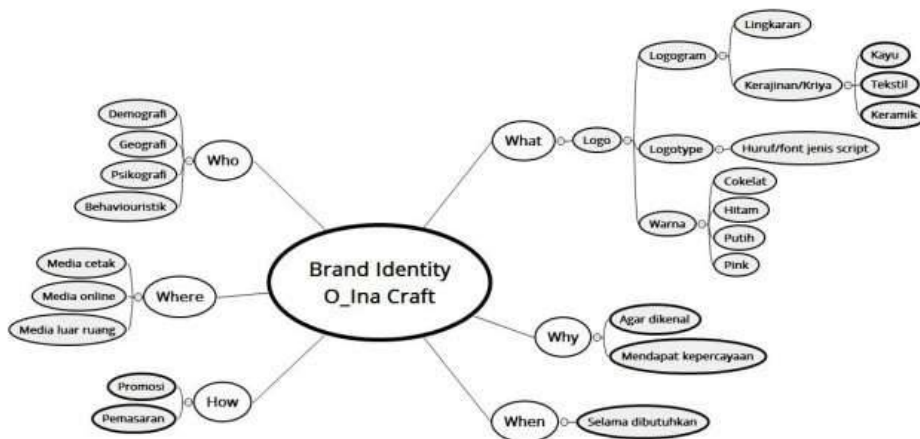 Brand Identity
O_Ina Craft
What
Logo
Logogram
Lingkaran
Kerajinan/Kriya
Kayu
Tekstil
Keramik
Logotype
Huruf/font jenis script
Warna
Cokelat
Hitam
Putih
Pink
Why
Agar dikenal
Mendapat kepercayaan
When
Selama dibutuhkan
How
Promosi
Pemasaran
Where
Media cetak
Media online
Media luar ruang
Who
Demografi
Geografi
Psikografi
Behaviouristik